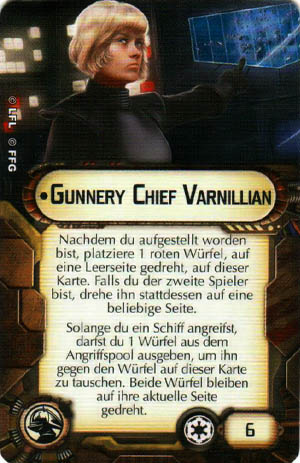 © LFL © FFG
•GUNNERY CHIEF VARNILLIAN
Nachdem du aufgestellt worden
bist, platziere 1 roten Würfel, auf
eine Leerseite gedreht, auf dieser
Karte. Falls du der zweite Spieler
bist, drehe ihn stattdessen auf eine
beliebige Seite.
Solange du ein Schiff angreifst,
darfst du 1 Würfel aus dem
Angriffspool ausgeben, um ihn
gegen den Würfel auf dieser Karte
zu tauschen. Beide Würfel bleiben
auf ihre aktuelle Seite
gedreht.
6